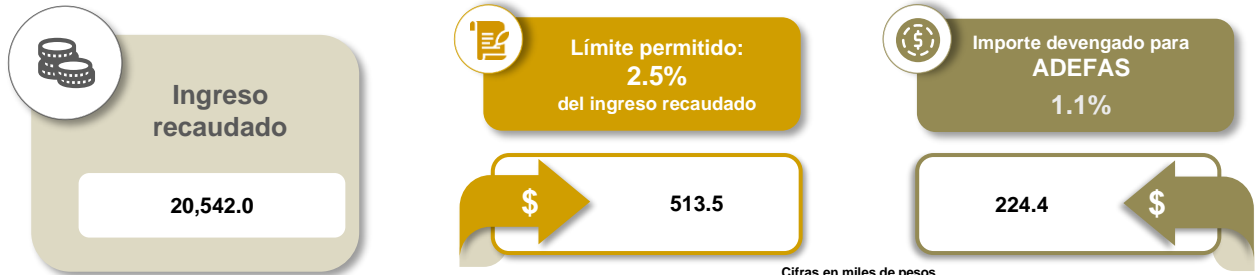 Ingreso
recaudado
20,542.0
Límite permitido:
2.5%
del ingreso recaudado
$
513.5
Importe devengado para
ADEFAS
1.1%
224.4
$
Cifras en miles de pesos